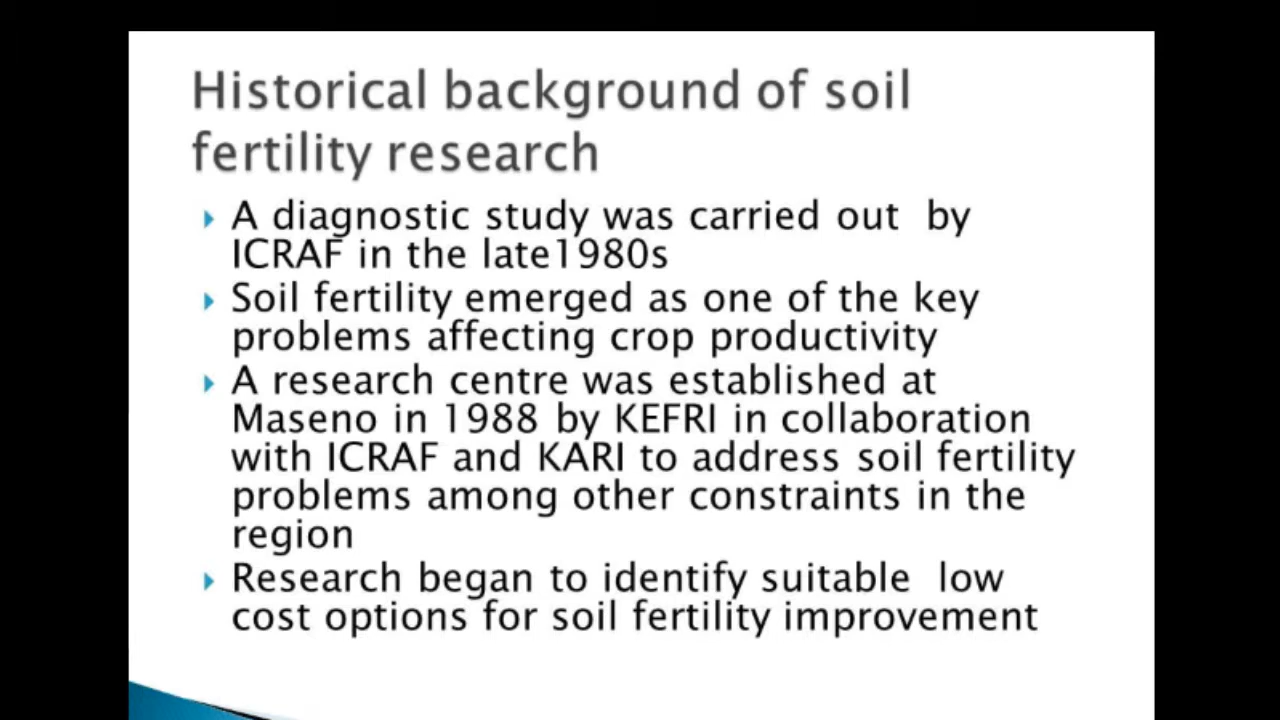 Historical background of soil
fertility research
A diagnostic study was carried out  by
ICRAF in the late1980s
Soil fertility emerged as one of the key
problems affecting crop productivity
A research centre was established at
Maseno in 1988 by KEFRI in collaboration
with ICRAF and KARI to address soil fertility
problems among other constraints in the
region
Research began to identify suitable  low
cost options for soil fertility improvement